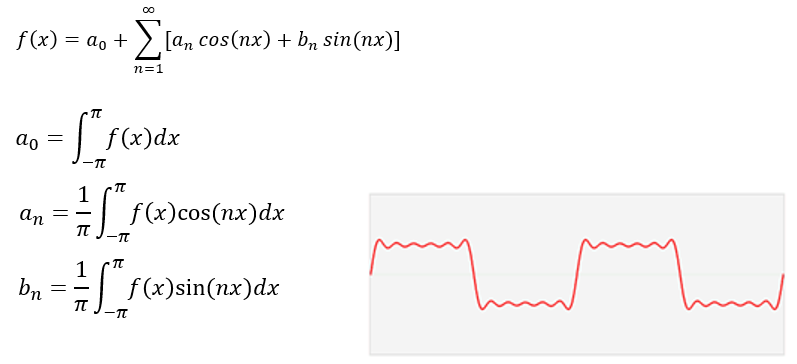 f(x) = a₀ + ∑_{n=1}^{∞} [aₙ cos(nx) + bₙ sin(nx)]
a₀ = ∫_{−π}^{π} f(x)dx
aₙ = 1/π ∫_{−π}^{π} f(x)cos(nx)dx
bₙ = 1/π ∫_{−π}^{π} f(x)sin(nx)dx